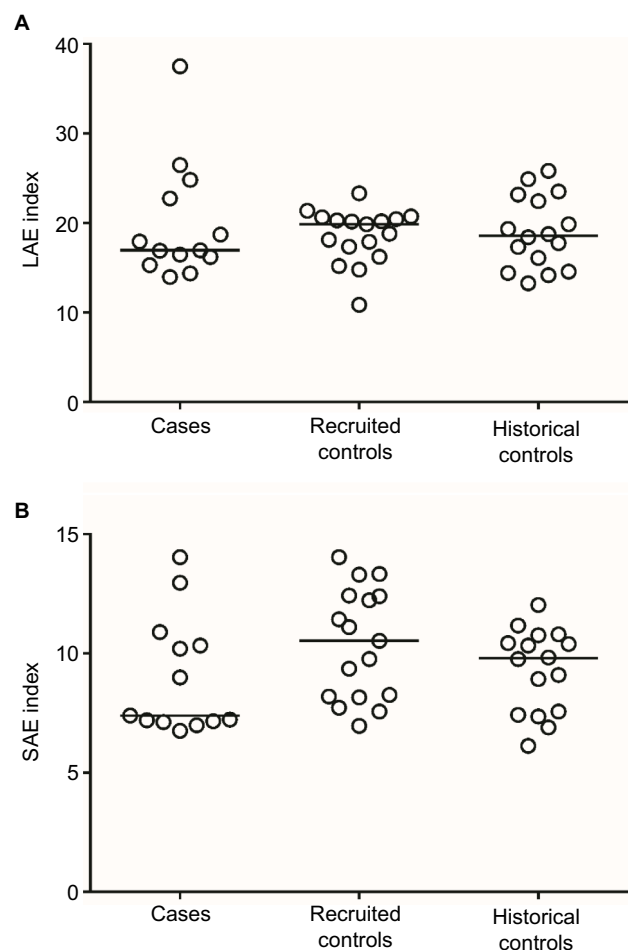 A
40
30
20
10
0
LAE index
Cases
Recruited
controls
Historical
controls
B
15
10
5
0
SAE index
Cases
Recruited
controls
Historical
controls